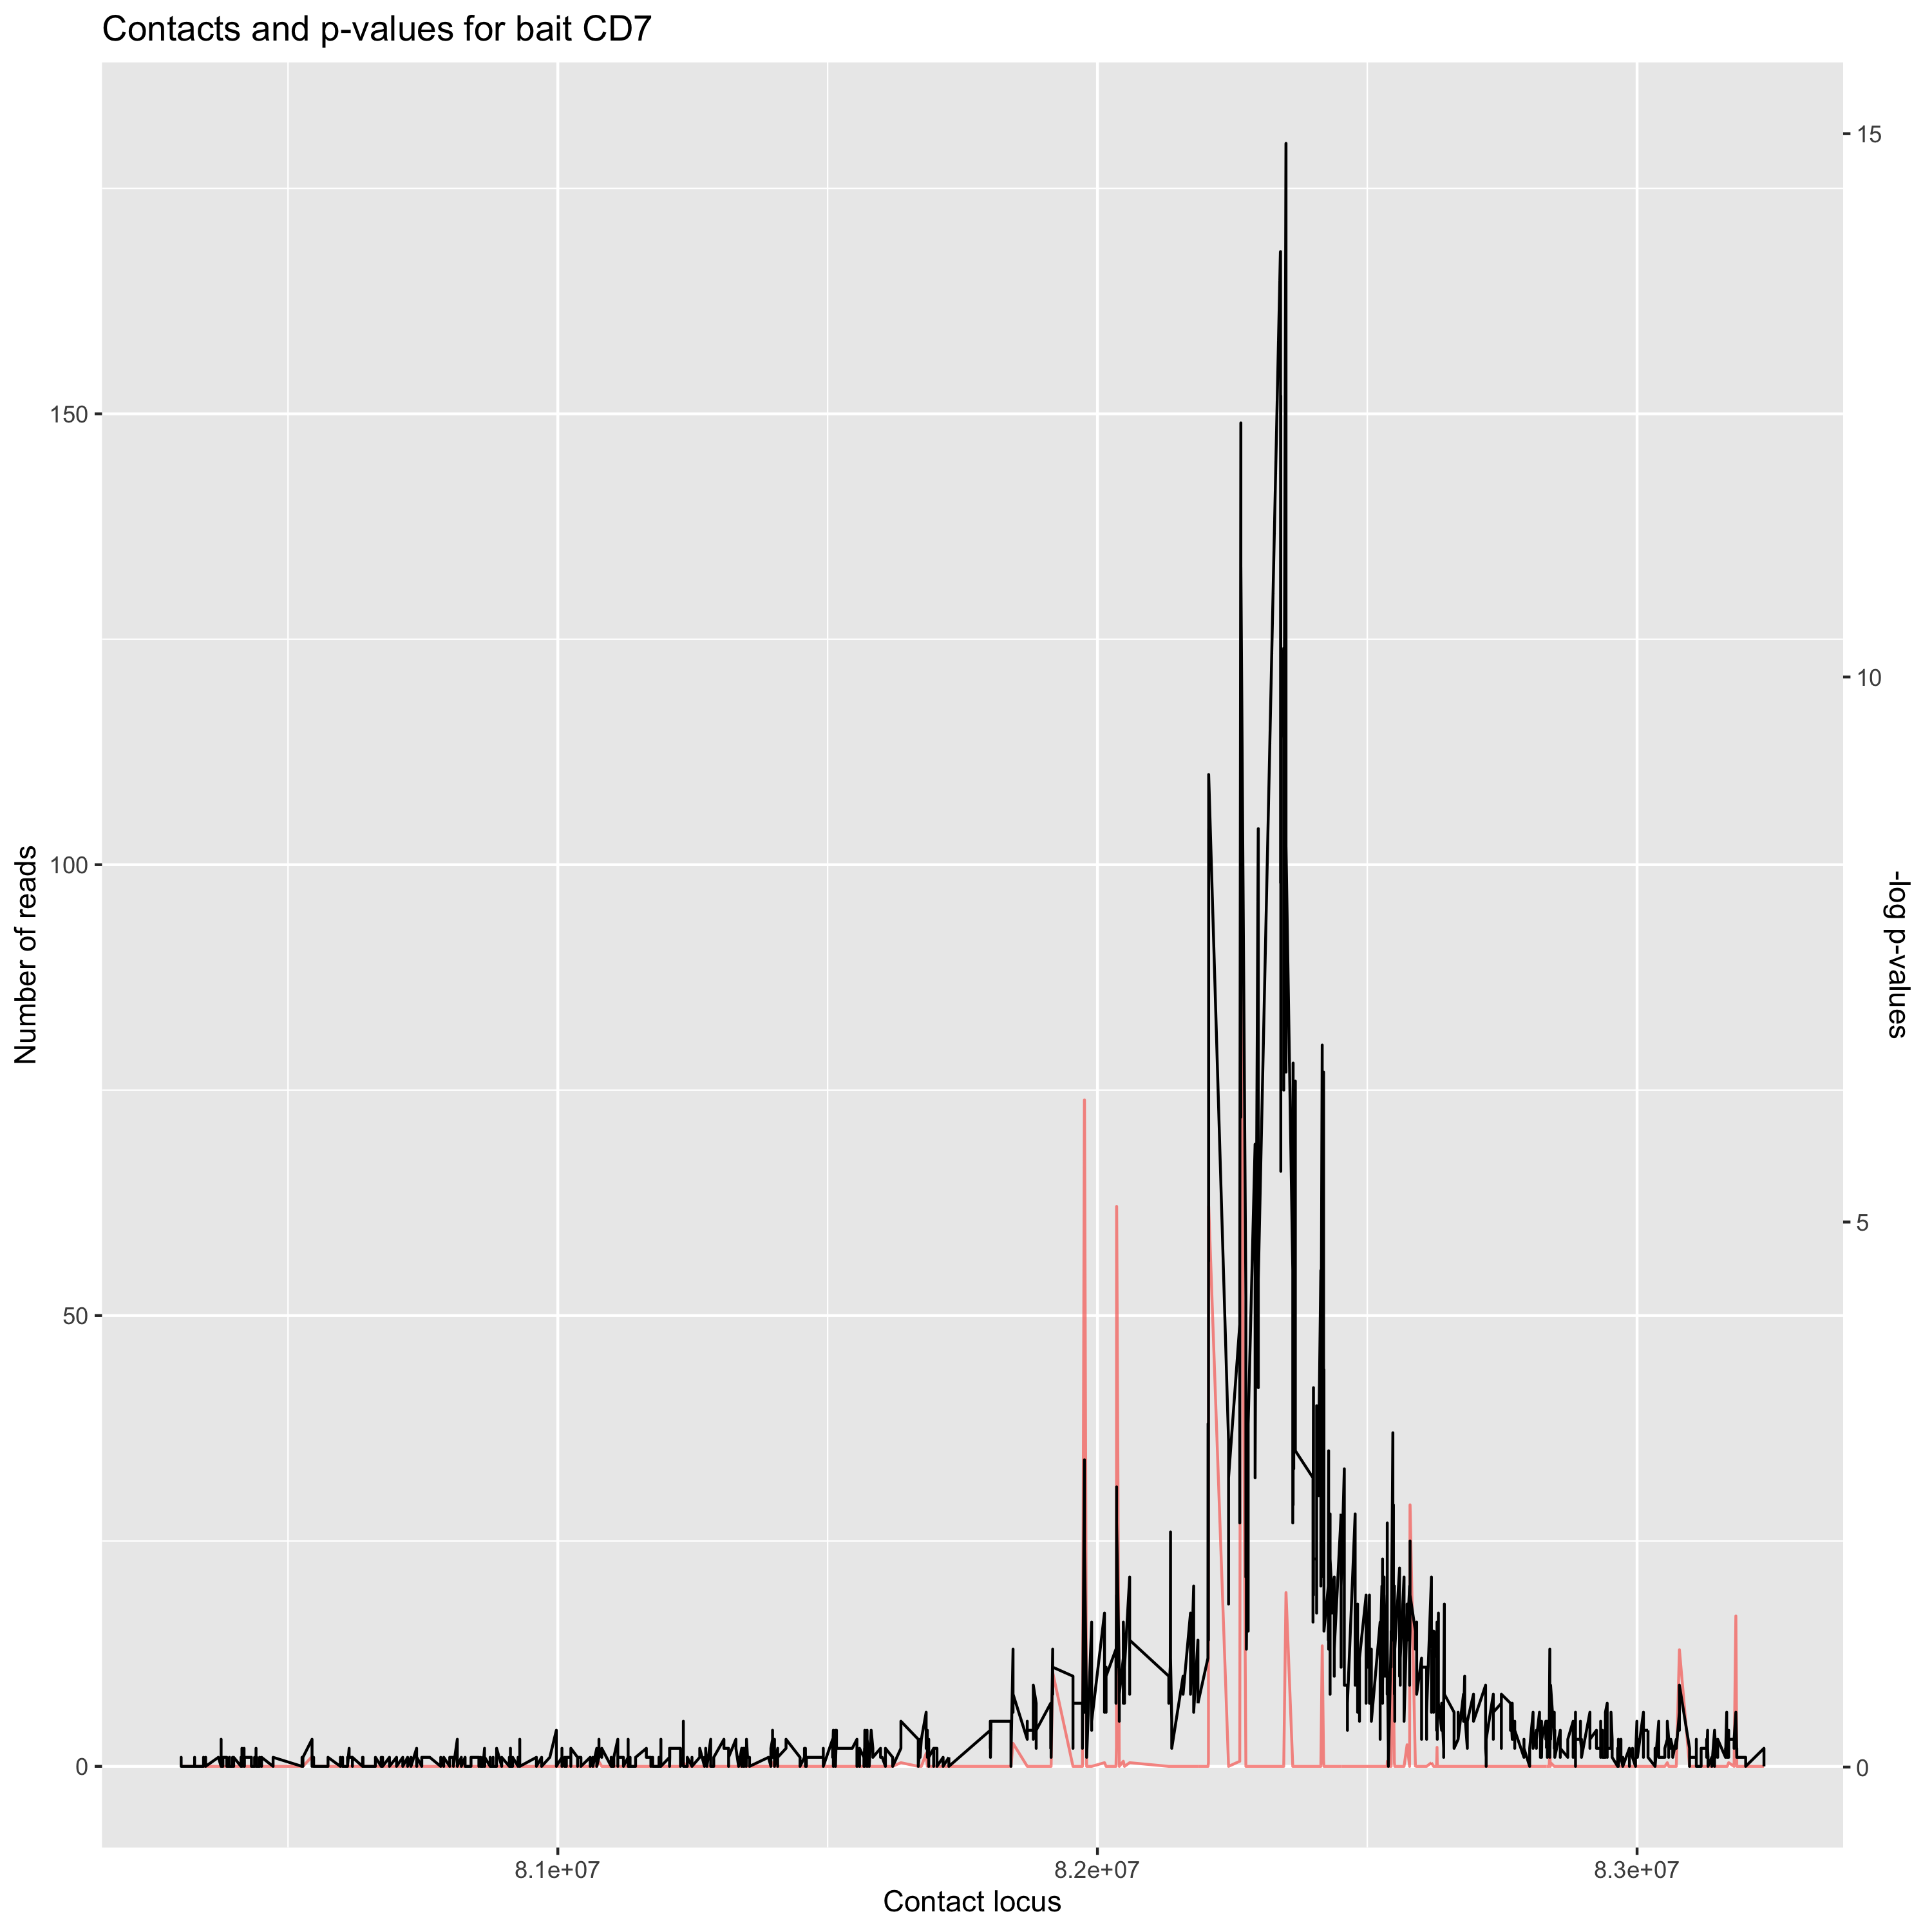 Contacts and p-values for bait CD7
Number of reads
150
100
50
0
15
10
5
0
-log p-values
8.1e+07
8.2e+07
8.3e+07
Contact locus